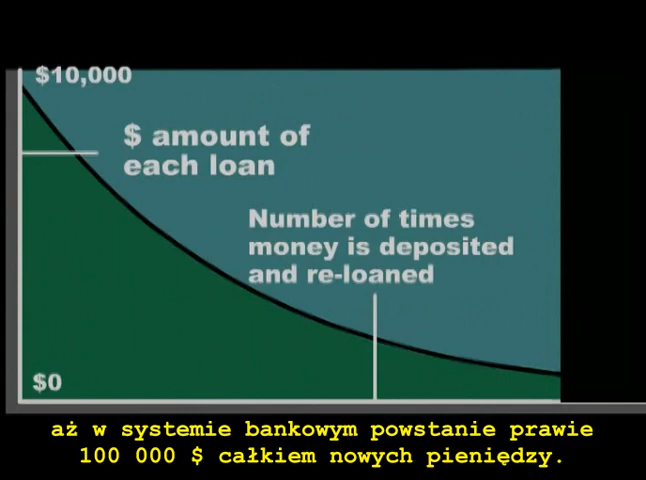 $10,000
$ amount of
each loan
Number of times
money is deposited
and re-loaned
$0
aż w systemie bankowym powstanie prawie
100 000 $ całkiem nowych pieniędzy.